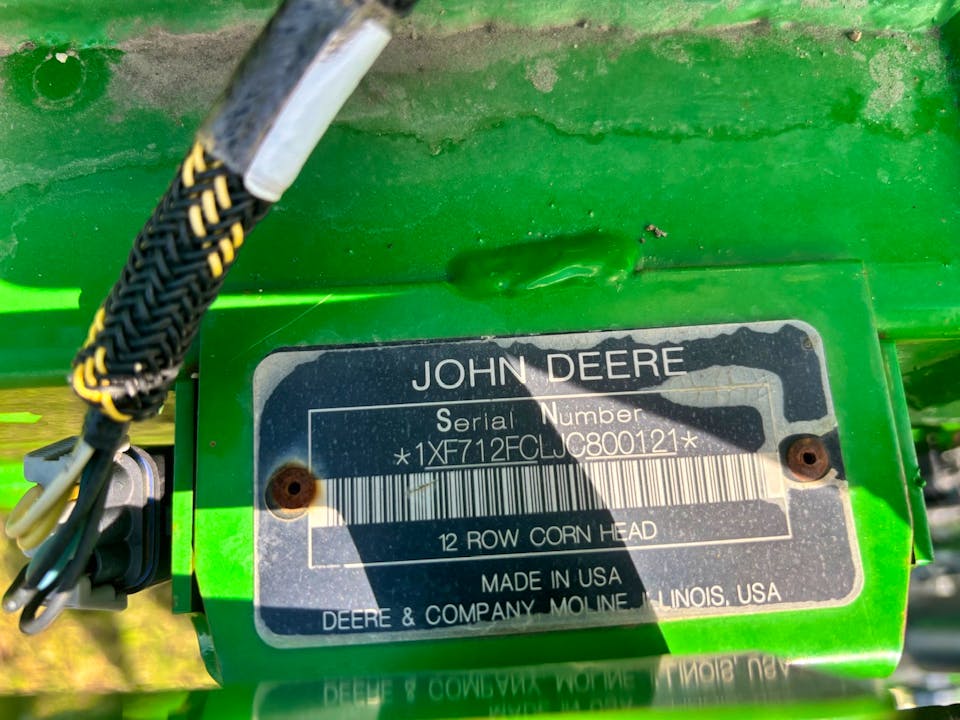 JOHN DEERE
Serial Number
*1XF712FCLJC800121*
12 ROW CORN HEAD
MADE IN USA
DEERE & COMPANY, MOLINE, ILLINOIS, USA